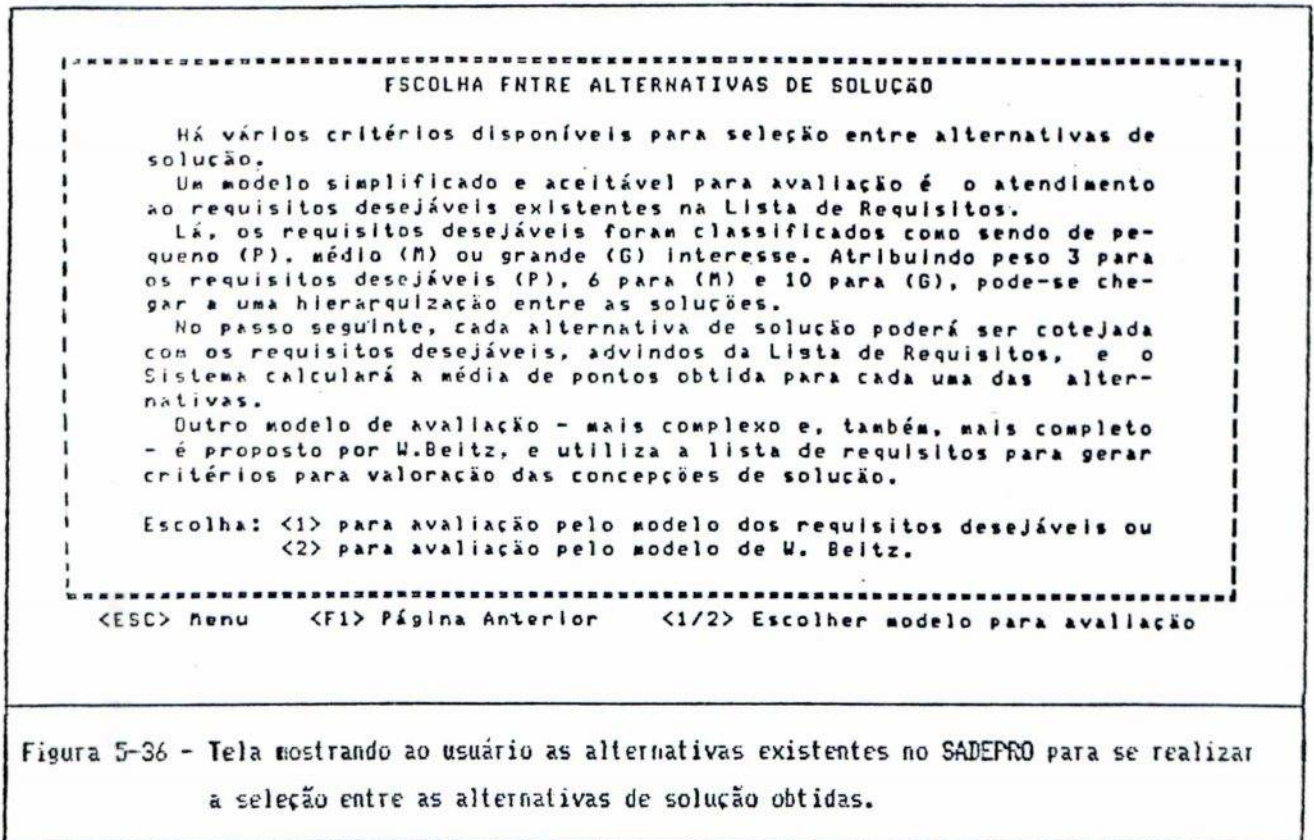 ESCOLHA ENTRE ALTERNATIVAS DE SOLUÇÃO
Há vários critérios disponíveis para seleção entre alternativas de
solução.
Um modelo simplificado e aceitável para avaliação é o atendimento
ao requisitos desejáveis existentes na Lista de Requisitos.
Lá, os requisitos desejáveis foram classificados como sendo de pe-
queno (P), médio (M) ou grande (G) interesse. Atribuindo peso 3 para
os requisitos desejáveis (P), 6 para (M) e 10 para (G), pode-se che-
gar a uma hierarquização entre as soluções.
No passo seguinte, cada alternativa de solução poderá ser cotejada
com os requisitos desejáveis, advindos da Lista de Requisitos, e o
Sistema calculará a média de pontos obtida para cada uma das alter-
nativas.
Outro modelo de avaliação - mais complexo e, também, mais completo
- é proposto por W.Beitz, e utiliza a lista de requisitos para gerar
critérios para valoração das concepções de solução.
Escolha: <1> para avaliação pelo modelo dos requisitos desejáveis ou
<2> para avaliação pelo modelo de W. Beitz.
<ESC> Menu <F1> Página Anterior <1/2> Escolher modelo para avaliação
Figura 5-36 - Tela mostrando ao usuário as alternativas existentes no SADEPRO para se realizar
a seleção entre as alternativas de solução obtidas.